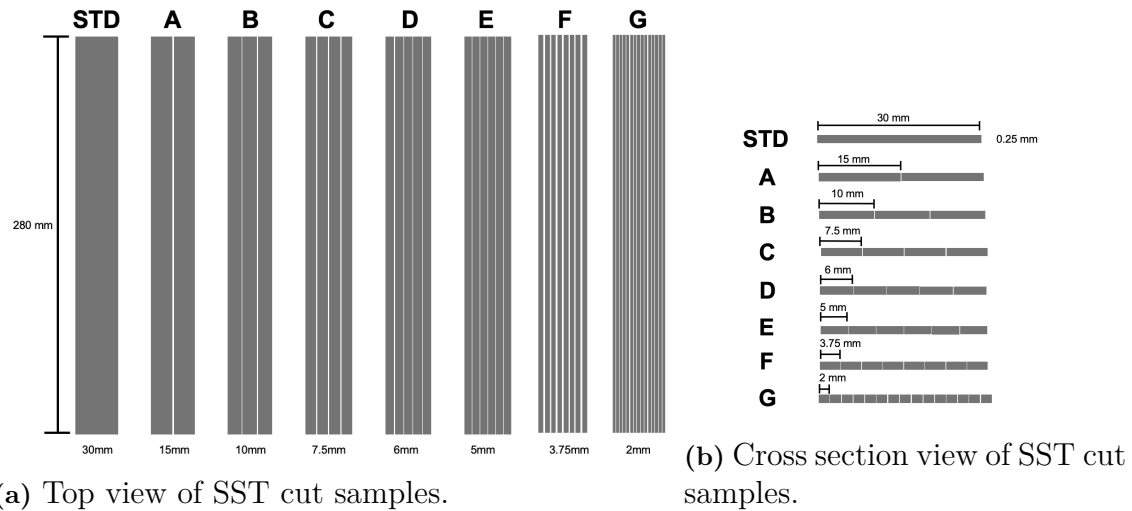 STD A B C D E F G
280 mm
30mm 15mm 10mm 7.5mm 6mm 5mm 3.75mm 2mm
(a) Top view of SST cut samples.
30 mm
STD 0.25 mm
15 mm
A
10 mm
B
7.5 mm
C
6 mm
D
5 mm
E
3.75 mm
F
2 mm
G
(b) Cross section view of SST cut
samples.